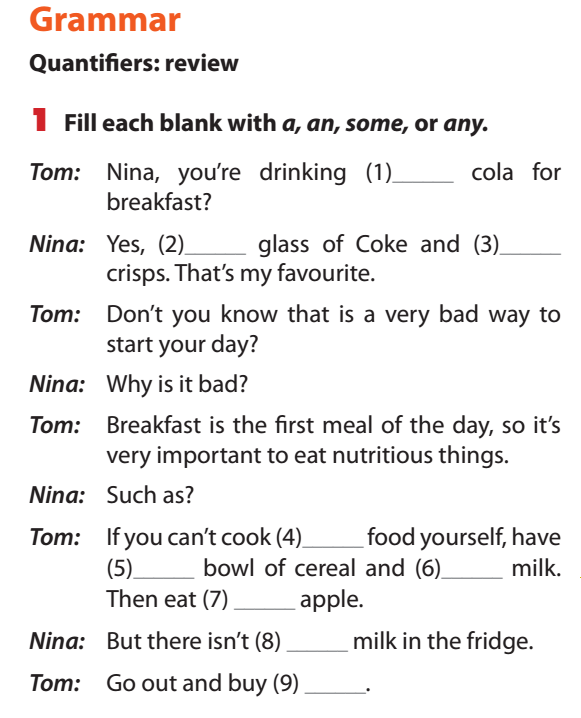 Grammar
Quantifiers: review
1 Fill each blank with a, an, some, or any.
Tom: Nina, you're drinking (1)_____ cola for
breakfast?
Nina: Yes, (2)_____ glass of Coke and (3)_____
crisps. That's my favourite.
Tom: Don't you know that is a very bad way to
start your day?
Nina: Why is it bad?
Tom: Breakfast is the first meal of the day, so it's
very important to eat nutritious things.
Nina: Such as?
Tom: If you can't cook (4)_____ food yourself, have
(5)_____ bowl of cereal and (6)_____ milk.
Then eat (7) _____ apple.
Nina: But there isn't (8) _____ milk in the fridge.
Tom: Go out and buy (9) _____.